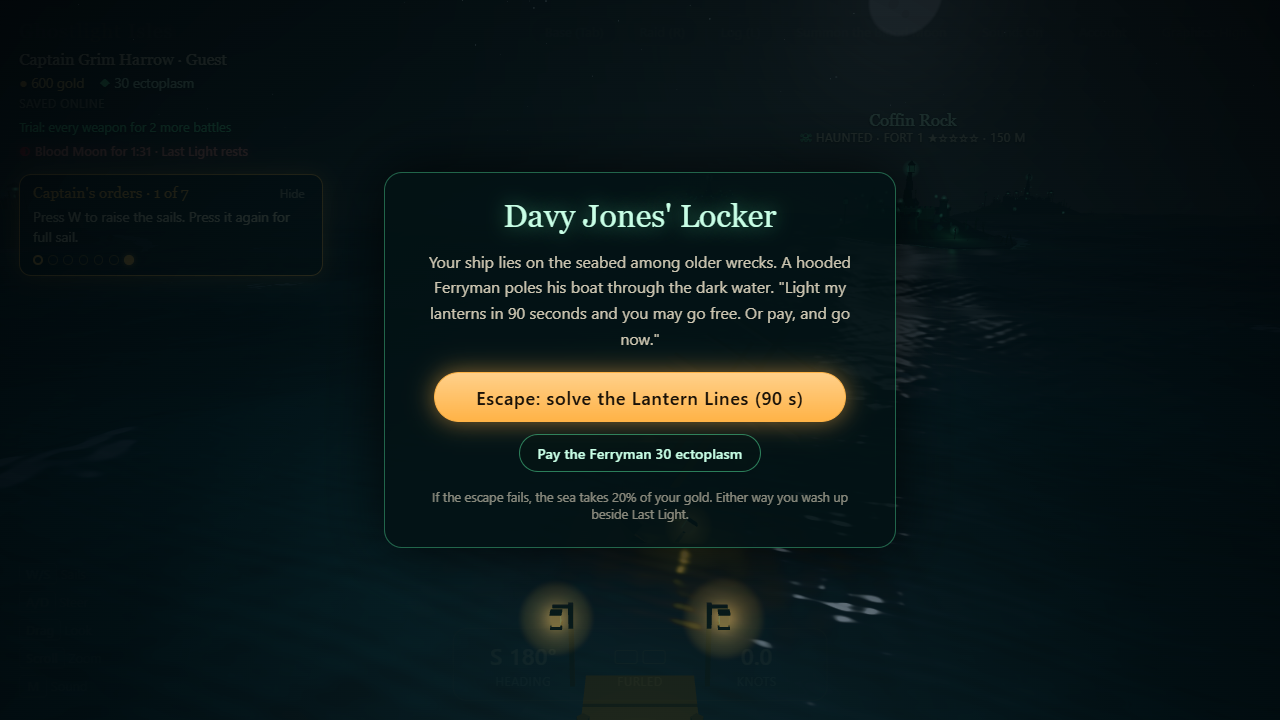 Captain Grim Harrow · Guest
600 gold 30 ectoplasm
SAVED ONLINE
Trial: every weapon for 2 more battles
Blood Moon for 1:31 · Last Light rests
Captain's orders · 1 of 7 Hide
Press W to raise the sails. Press it again for
full sail.
Coffin Rock
HAUNTED · FORT 1 ★☆☆☆☆ · 150 M
Davy Jones' Locker
Your ship lies on the seabed among older wrecks. A hooded
Ferryman poles his boat through the dark water. "Light my
lanterns in 90 seconds and you may go free. Or pay, and go
now."
Escape: solve the Lantern Lines (90 s)
Pay the Ferryman 30 ectoplasm
If the escape fails, the sea takes 20% of your gold. Either way you wash up
beside Last Light.
S 180° 0.0
HEADING FURLED KNOTS